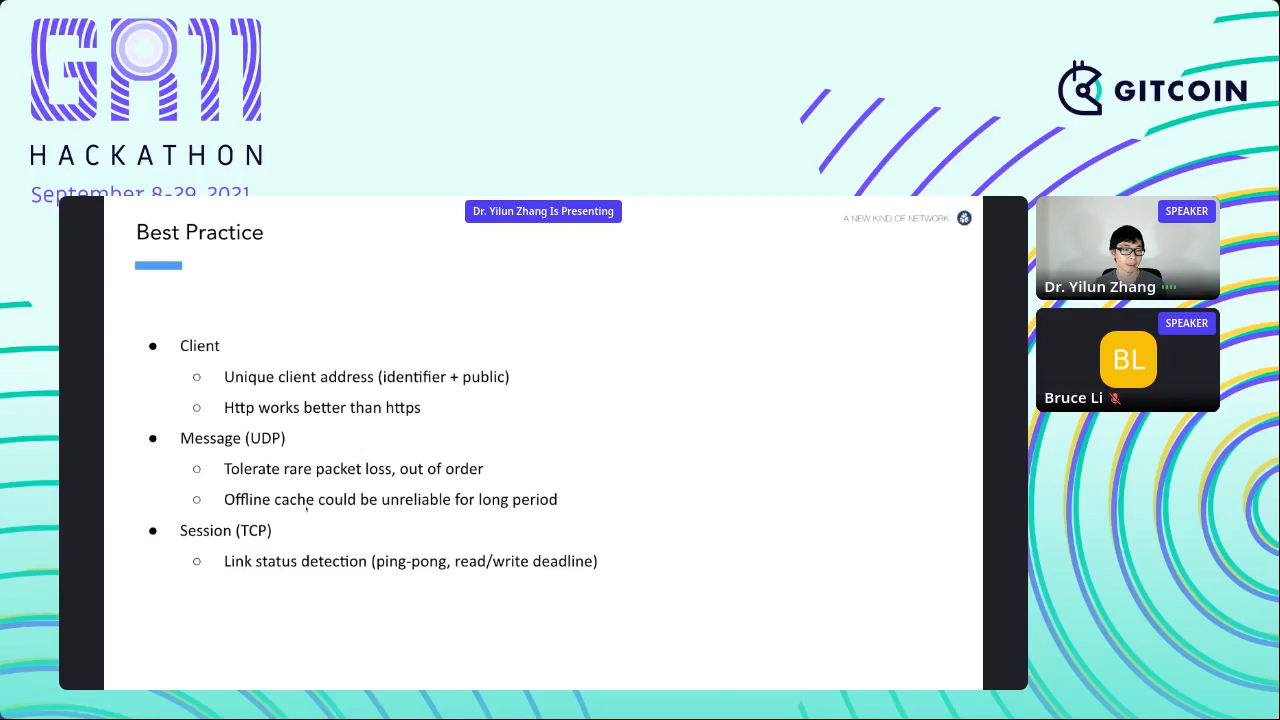 GR11
HACKATHON
September 8-29, 2021
GITCOIN
Dr. Yilun Zhang Is Presenting
A NEW KIND OF NETWORK
Best Practice
● Client
○ Unique client address (identifier + public)
○ Http works better than https
● Message (UDP)
○ Tolerate rare packet loss, out of order
○ Offline cache could be unreliable for long period
● Session (TCP)
○ Link status detection (ping-pong, read/write deadline)
SPEAKER
Dr. Yilun Zhang
SPEAKER
BL
Bruce Li